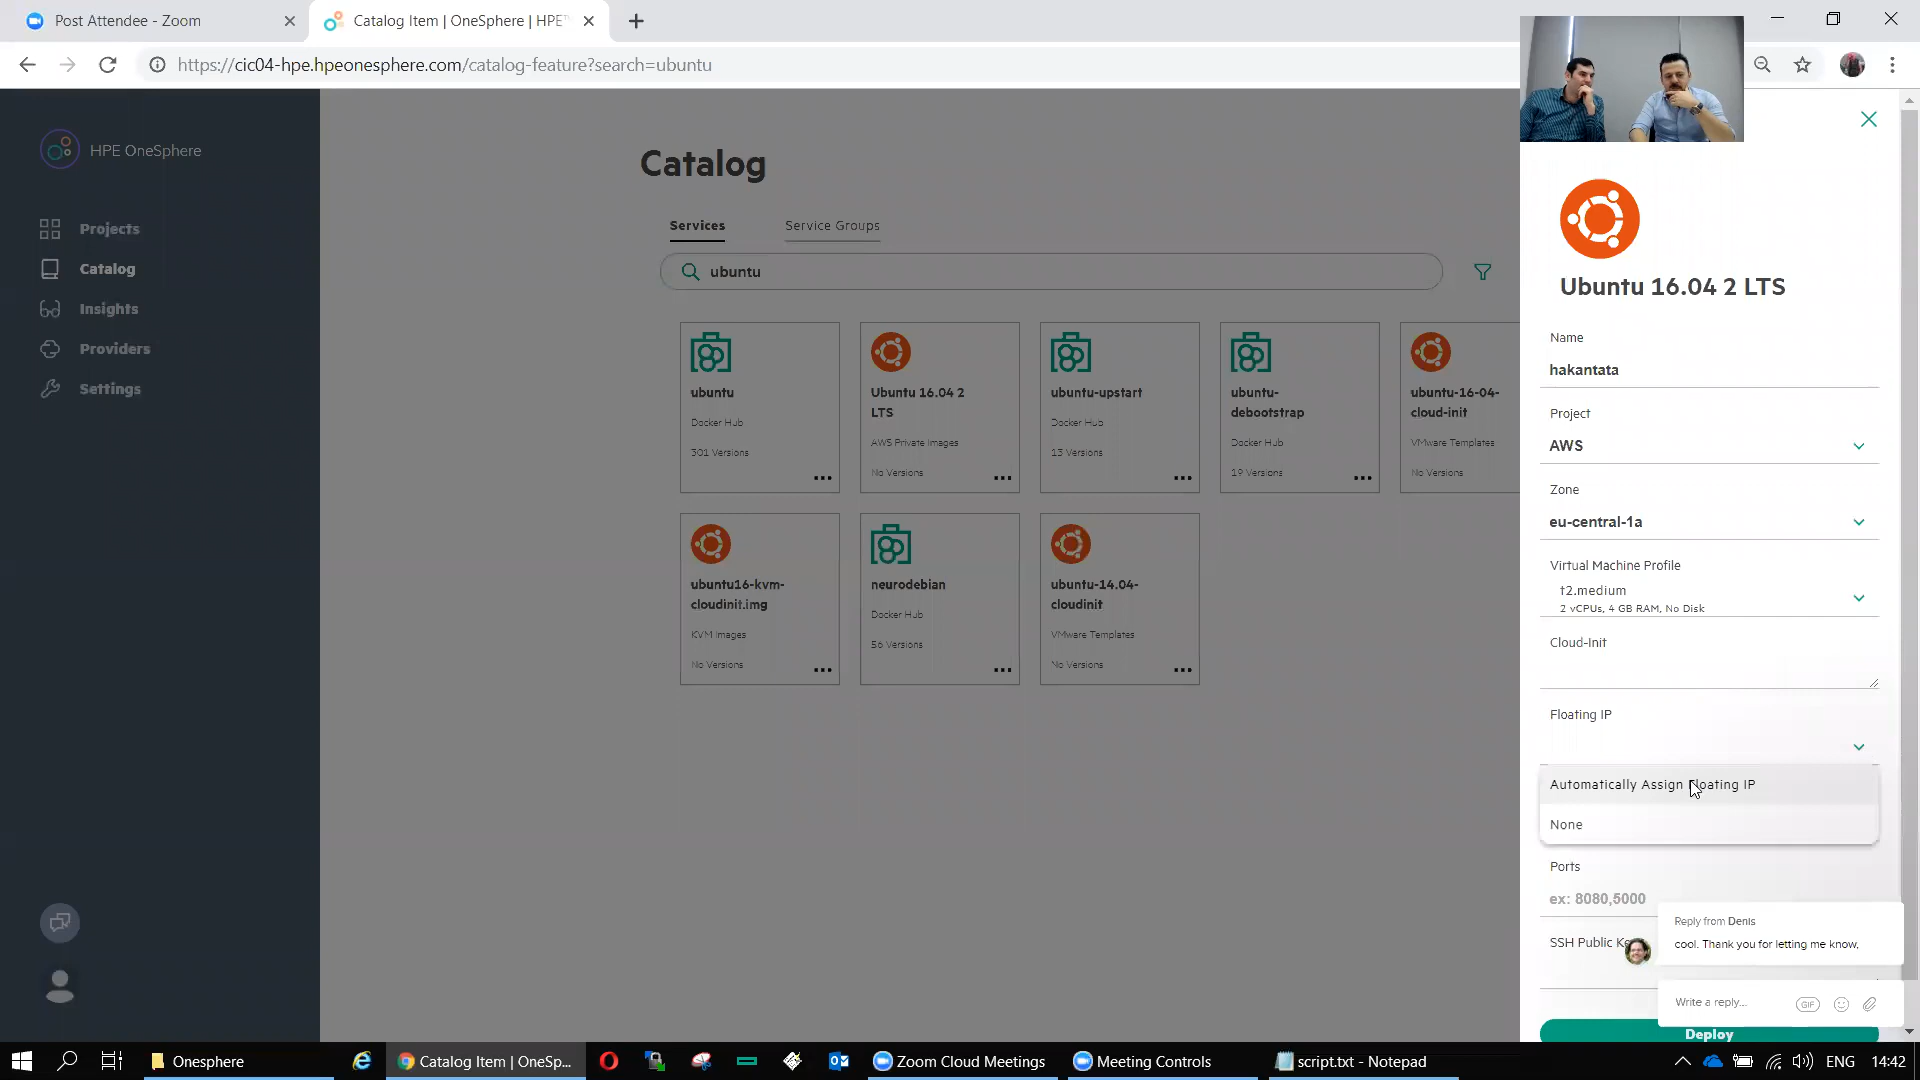 Post Attendee - Zoom
Catalog Item | OneSphere | HPE
https://cic04-hpe.hpeonesphere.com/catalog-feature?search=ubuntu
HPE OneSphere
Projects
Catalog
Insights
Providers
Settings
Catalog
Services
Service Groups
ubuntu
ubuntu
Docker Hub
301 Versions
Ubuntu 16.04 2
LTS
AWS Private Images
No Versions
ubuntu-upstart
Docker Hub
13 Versions
ubuntu-
debootstrap
Docker Hub
19 Versions
ubuntu-16-04-
cloud-init
VMware Templates
No Versions
ubuntu16-kvm-
cloudinit.img
KVM Images
No Versions
neurodebian
Docker Hub
56 Versions
ubuntu-14.04-
cloudinit
VMware Templates
No Versions
Ubuntu 16.04 2 LTS
Name
hakantata
Project
AWS
Zone
eu-central-1a
Virtual Machine Profile
t2.medium
2 vCPUs, 4 GB RAM, No Disk
Cloud-Init
Floating IP
Automatically Assign Floating IP
None
Ports
ex: 8080,5000
SSH Public Ke
Reply from Denis
cool. Thank you for letting me know,
Write a reply...
GIF
Deploy
Onesphere
Catalog Item | OneSp...
Zoom Cloud Meetings
Meeting Controls
script.txt - Notepad
ENG
14:42